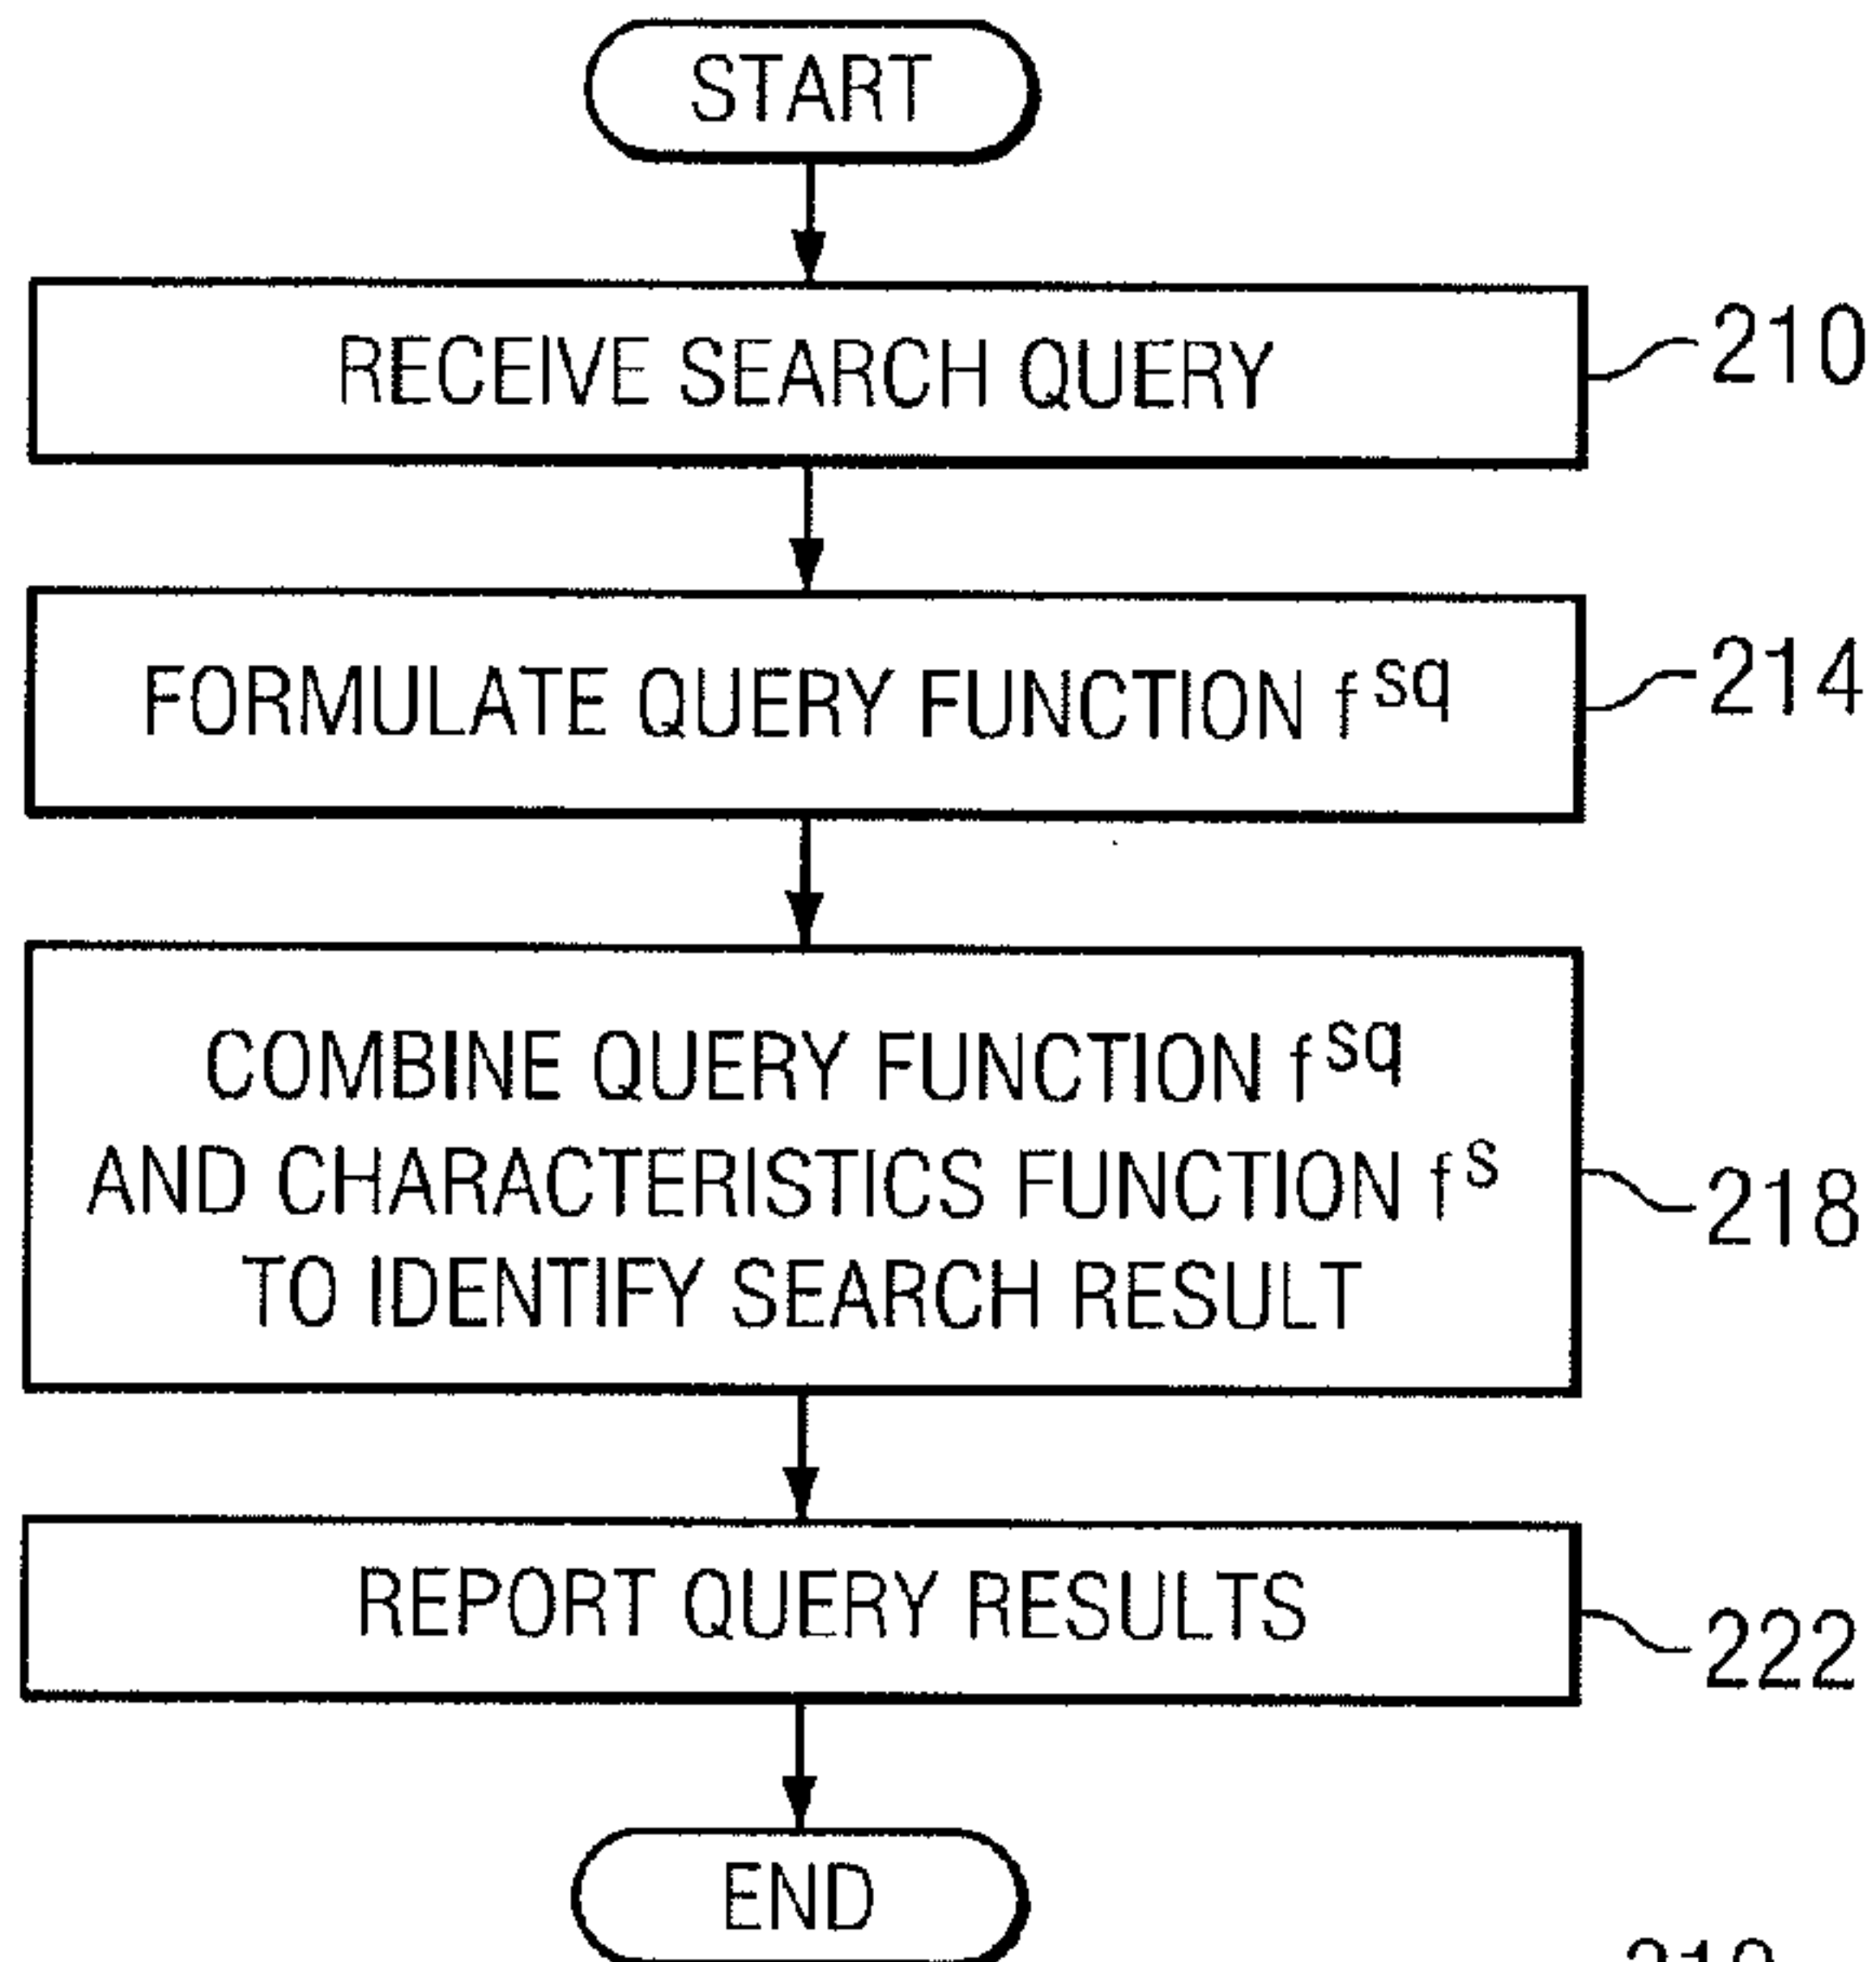 START
RECEIVE SEARCH QUERY
210
FORMULATE QUERY FUNCTION f^sq
214
COMBINE QUERY FUNCTION f^sq
AND CHARACTERISTICS FUNCTION f^s
TO IDENTIFY SEARCH RESULT
218
REPORT QUERY RESULTS
222
END